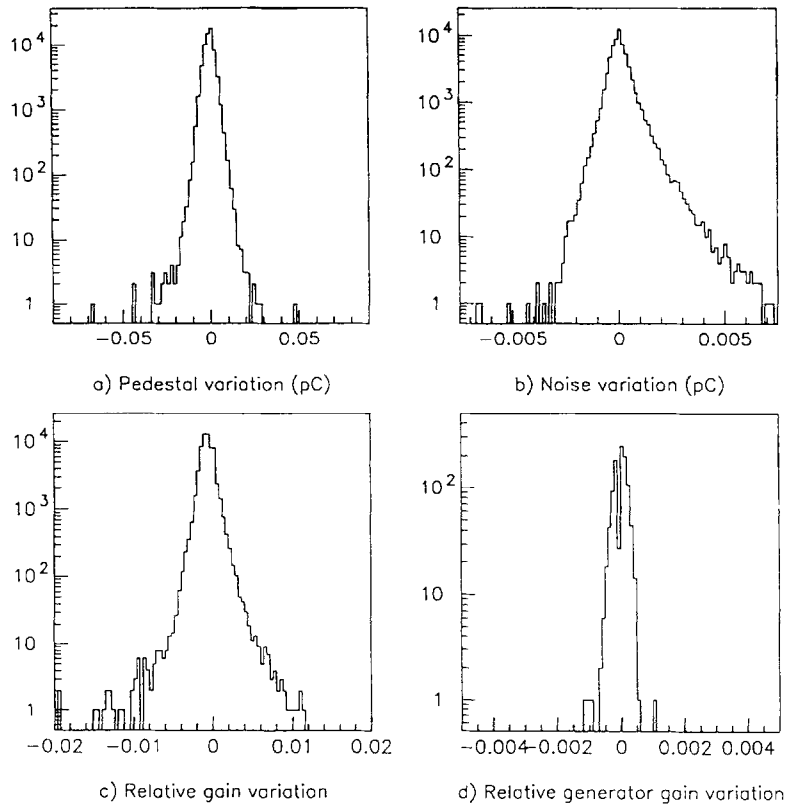 10^4
10^3
10^2
10
1
−0.05 0 0.05
a) Pedestal variation (pC)
10^4
10^3
10^2
10
1
−0.005 0 0.005
b) Noise variation (pC)
10^4
10^3
10^2
10
1
−0.02 −0.01 0 0.01 0.02
c) Relative gain variation
10^2
10
1
−0.004 −0.002 0 0.002 0.004
d) Relative generator gain variation